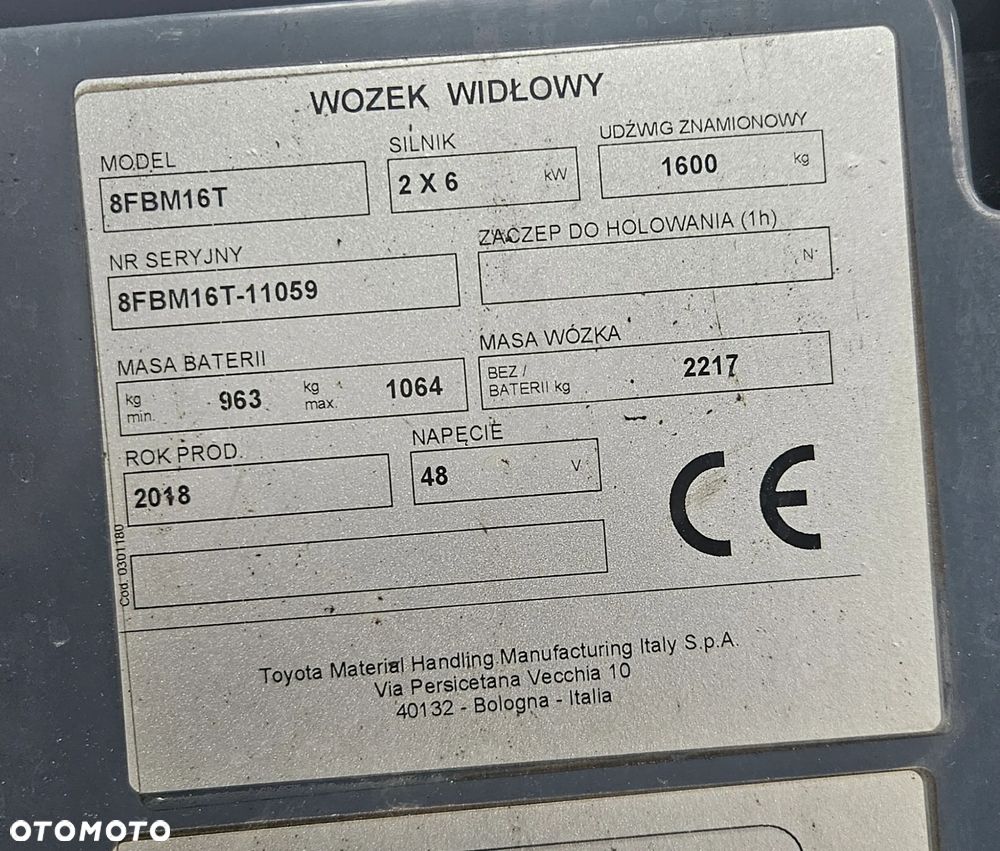 WOZEK WIDŁOWY
MODEL
8FBM16T
SILNIK
2 X 6 kW
UDŹWIG ZNAMIONOWY
1600 kg
NR SERYJNY
8FBM16T-11059
ZACZEP DO HOLOWANIA (1h)
N
MASA BATERII
kg min. 963 kg max. 1064
MASA WÓZKA
BEZ /
BATERII kg 2217
ROK PROD.
2018
NAPĘCIE
48 V
CE
Cod. 0301180
Toyota Material Handling Manufacturing Italy S.p.A.
Via Persicetana Vecchia 10
40132 - Bologna - Italia
OTOMOTO